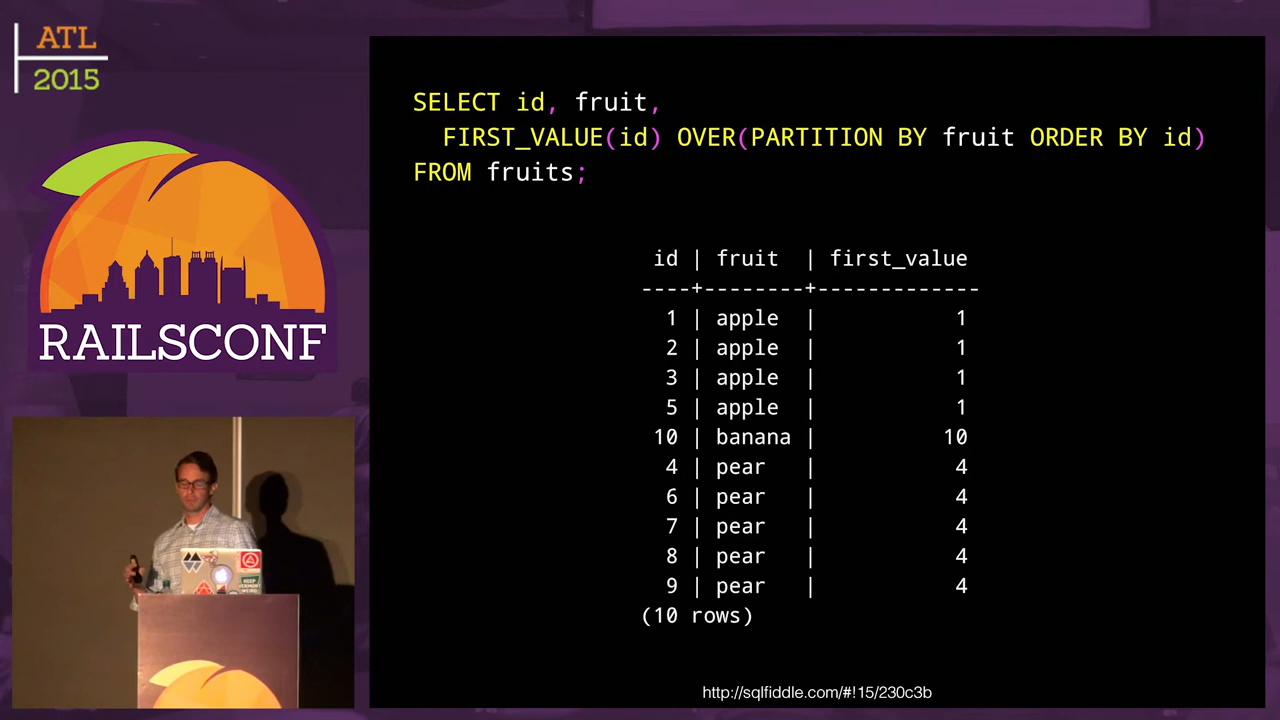 ATL
2015
RAILSCONF
SELECT id, fruit,
  FIRST_VALUE(id) OVER(PARTITION BY fruit ORDER BY id)
FROM fruits;
 id | fruit  | first_value
----+--------+-------------
  1 | apple  |           1
  2 | apple  |           1
  3 | apple  |           1
  5 | apple  |           1
 10 | banana |          10
  4 | pear   |           4
  6 | pear   |           4
  7 | pear   |           4
  8 | pear   |           4
  9 | pear   |           4
(10 rows)
http://sqlfiddle.com/#!15/230c3b
KEEP
VERMONT
WEIRD